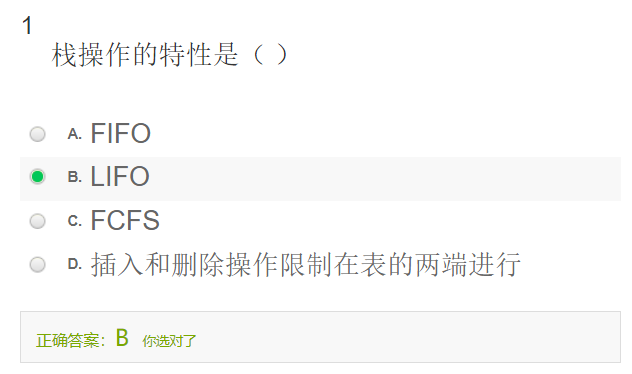 1
栈操作的特性是（ ）
A. FIFO
B. LIFO
C. FCFS
D. 插入和删除操作限制在表的两端进行
正确答案： B 你选对了